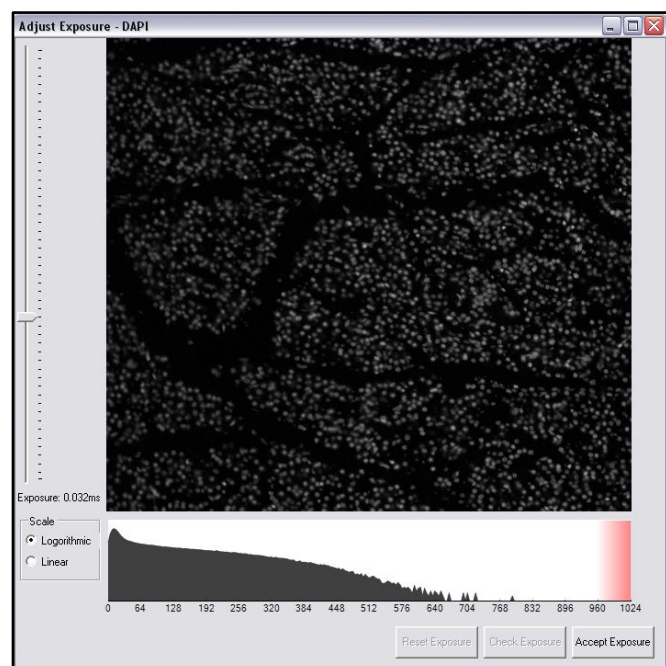 Adjust Exposure - DAPI
Exposure: 0.032ms
Scale
Logorithmic
Linear
0 64 128 192 256 320 384 448 512 576 640 704 768 832 896 960 1024
Reset Exposure Check Exposure Accept Exposure